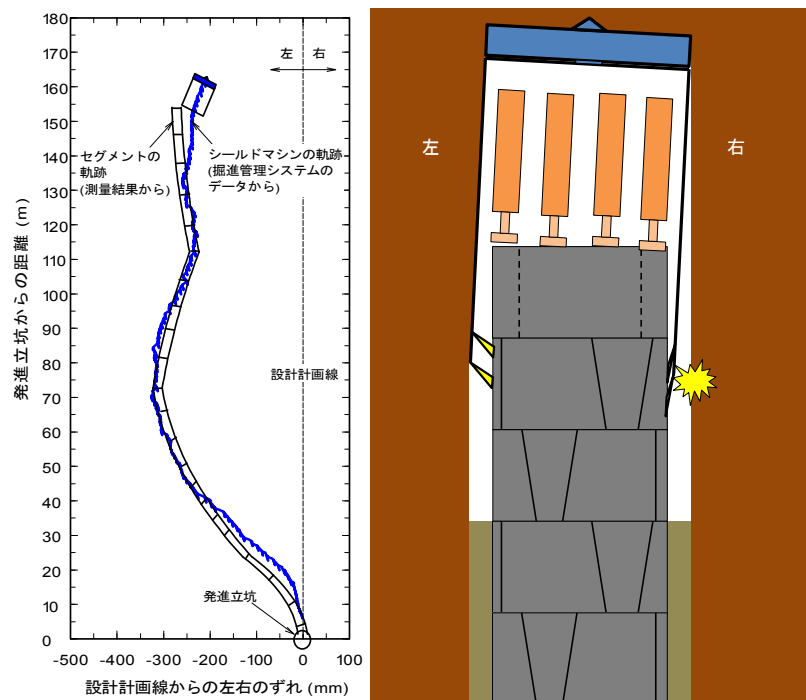 180
170
160
150
140
130
120
110
100
90
80
70
60
50
40
30
20
10
0
発進立坑からの距離 (m)
左 右
セグメントの
軌跡
(測量結果から)
シールドマシンの軌跡
(掘進管理システムの
データから)
設計計画線
発進立坑
-500 -400 -300 -200 -100 0 100
設計計画線からの左右のずれ (mm)
左
右